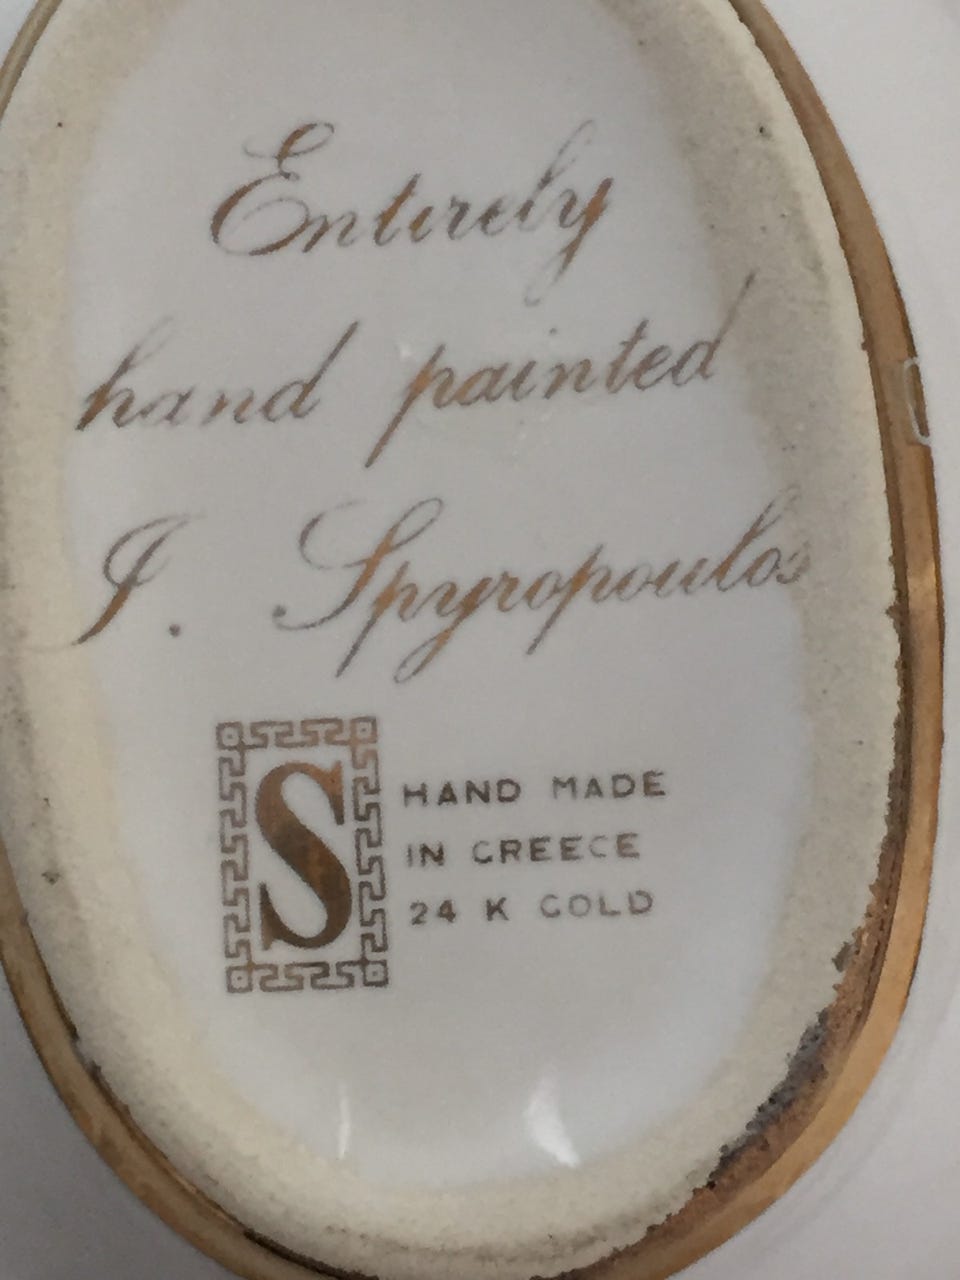 Entirely
hand painted
J. Spyropoulos
S
HAND MADE
IN GREECE
24 K GOLD